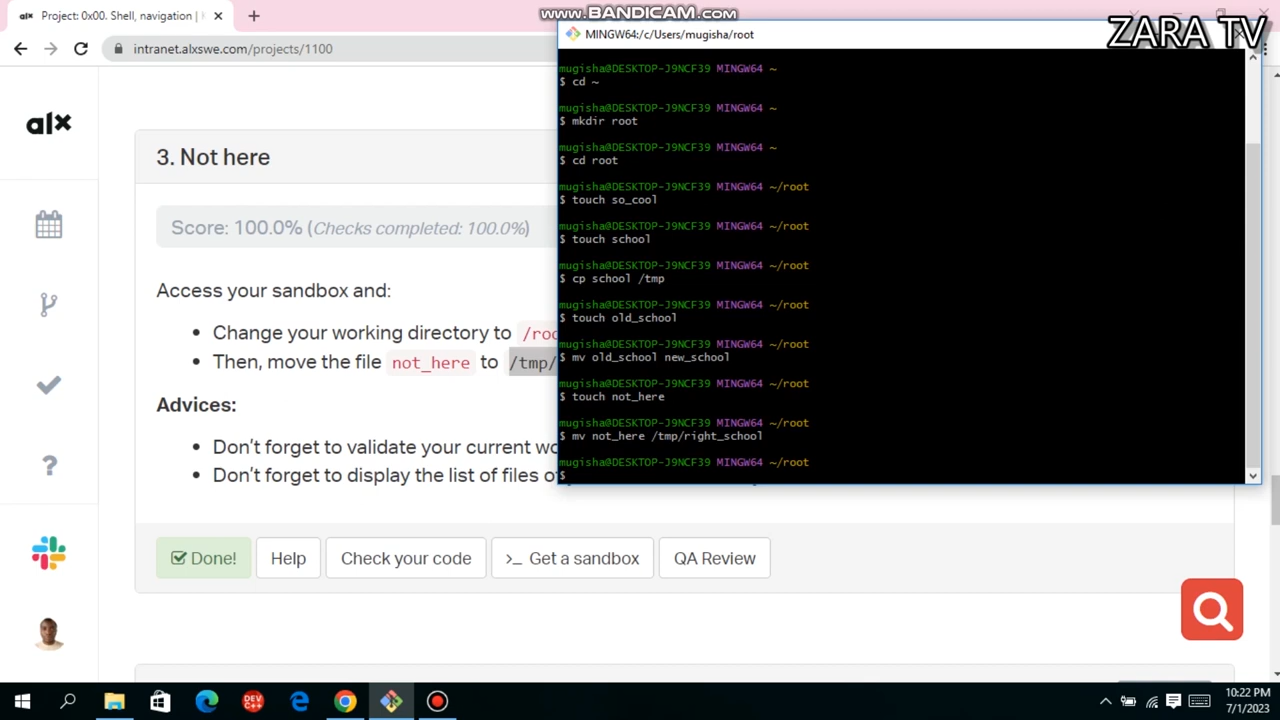 www.BANDICAM.com
ZARA TV
Project: 0x00. Shell, navigation |
intranet.alxswe.com/projects/1100
MINGW64:/c/Users/mugisha/root
alx
3. Not here
Score: 100.0% (Checks completed: 100.0%)
Access your sandbox and:
Change your working directory to /roo
Then, move the file not_here to /tmp/
Advices:
Don't forget to validate your current wo
Don't forget to display the list of files o
Done!
Help
Check your code
>_ Get a sandbox
QA Review
mugisha@DESKTOP-J9NCF39 MINGW64 ~
$ cd ~
mugisha@DESKTOP-J9NCF39 MINGW64 ~
$ mkdir root
mugisha@DESKTOP-J9NCF39 MINGW64 ~
$ cd root
mugisha@DESKTOP-J9NCF39 MINGW64 ~/root
$ touch so_cool
mugisha@DESKTOP-J9NCF39 MINGW64 ~/root
$ touch school
mugisha@DESKTOP-J9NCF39 MINGW64 ~/root
$ cp school /tmp
mugisha@DESKTOP-J9NCF39 MINGW64 ~/root
$ touch old_school
mugisha@DESKTOP-J9NCF39 MINGW64 ~/root
$ mv old_school new_school
mugisha@DESKTOP-J9NCF39 MINGW64 ~/root
$ touch not_here
mugisha@DESKTOP-J9NCF39 MINGW64 ~/root
$ mv not_here /tmp/right_school
mugisha@DESKTOP-J9NCF39 MINGW64 ~/root
$
DEV
C++
10:22 PM
7/1/2023